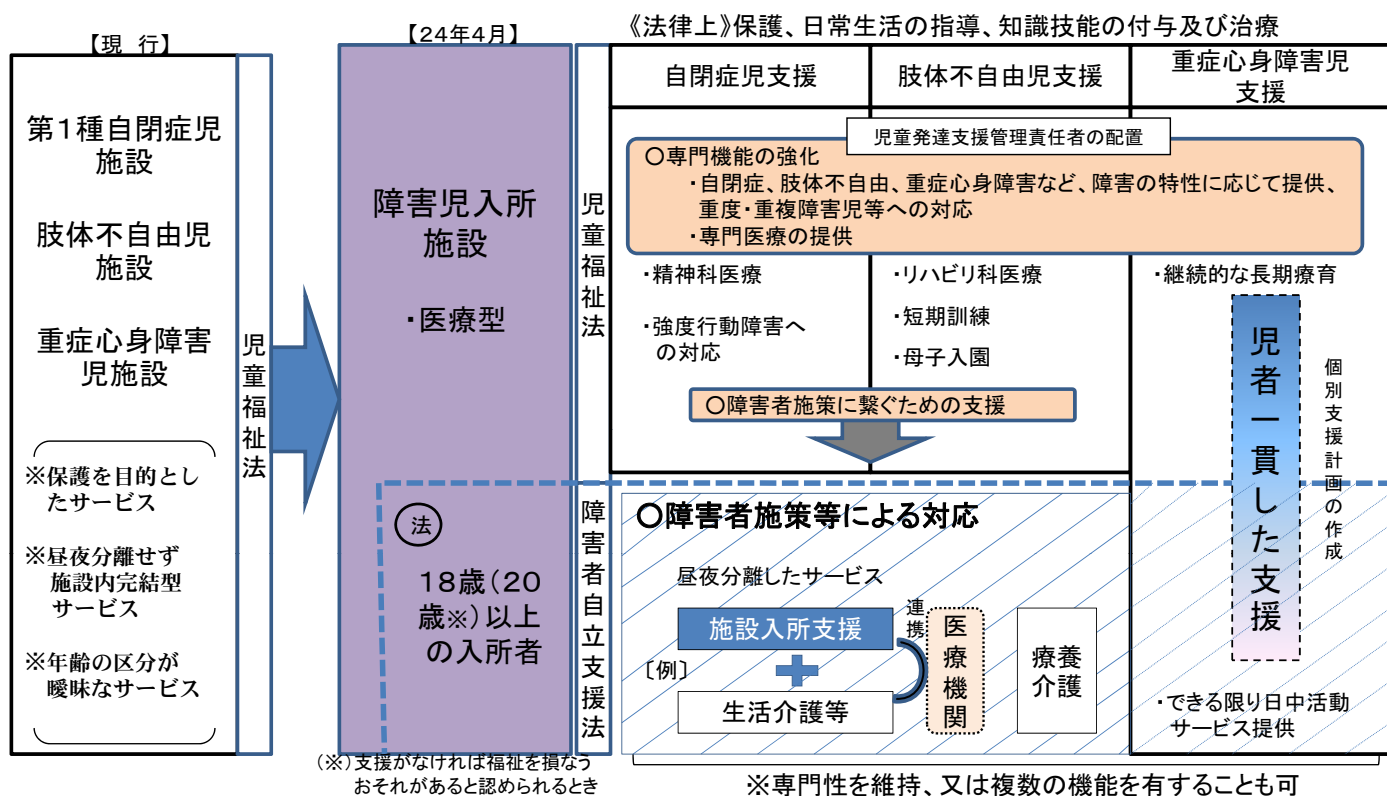 【現 行】
第1種自閉症児
施設
肢体不自由児
施設
重症心身障害
児施設
※保護を目的とし
たサービス
※昼夜分離せず
施設内完結型
サービス
※年齢の区分が
曖昧なサービス
児童福祉法
【24年4月】
障害児入所
施設
・医療型
法
18歳(20
歳※)以上
の入所者
(※)支援がなければ福祉を損なう
おそれがあると認められるとき
児童福祉法
障害者自立支援法
《法律上》保護、日常生活の指導、知識技能の付与及び治療
自閉症児支援
肢体不自由児支援
重症心身障害児
支援
児童発達支援管理責任者の配置
○専門機能の強化
・自閉症、肢体不自由、重症心身障害など、障害の特性に応じて提供、
重度・重複障害児等への対応
・専門医療の提供
・精神科医療
・強度行動障害へ
の対応
・リハビリ科医療
・短期訓練
・母子入園
・継続的な長期療育
○障害者施策に繋ぐための支援
児者一貫した支援
個別支援計画の作成
○障害者施策等による対応
昼夜分離したサービス
施設入所支援
〔例〕
生活介護等
連携
医療機関
療養
介護
・できる限り日中活動
サービス提供
※専門性を維持、又は複数の機能を有することも可